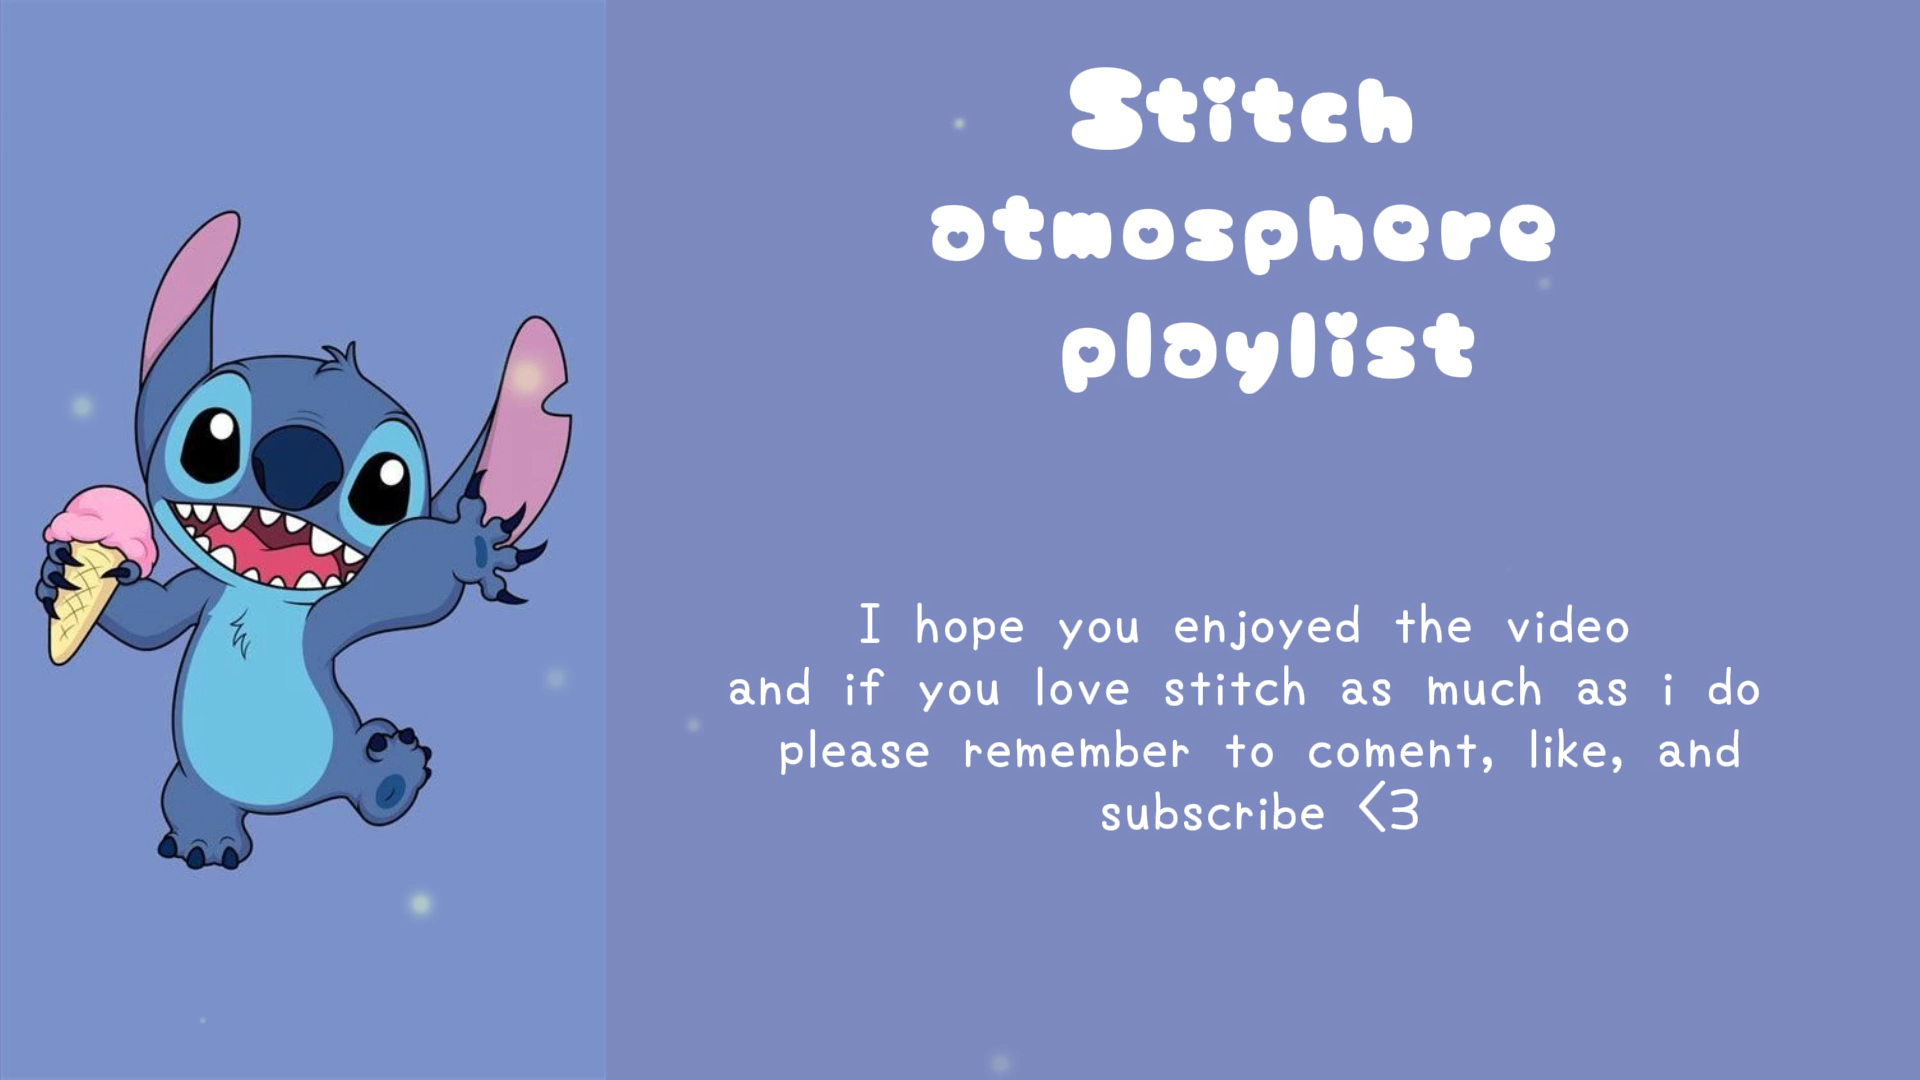 Stitch
atmosphere
playlist
I hope you enjoyed the video
and if you love stitch as much as i do
please remember to coment, like, and
subscribe <3